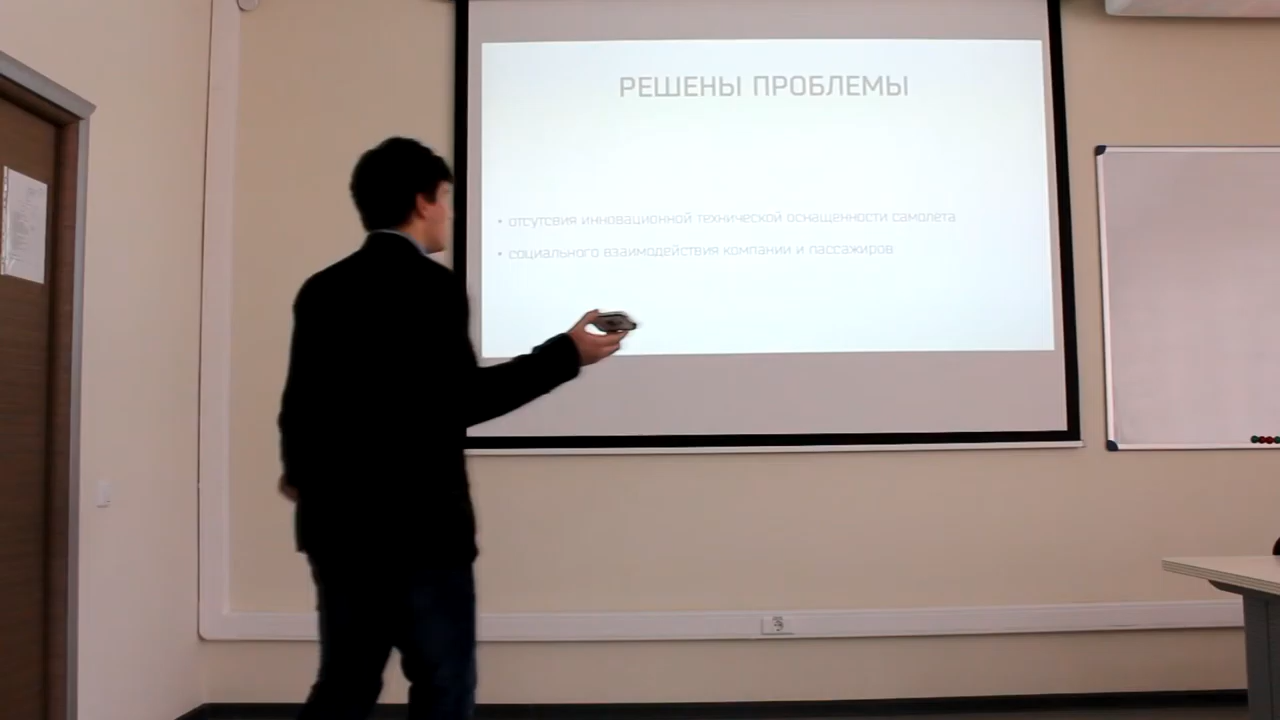 РЕШЕНЫ ПРОБЛЕМЫ
• отсутсвия инновационной технической оснащенности самолета
• социального взаимодействия компании и пассажиров